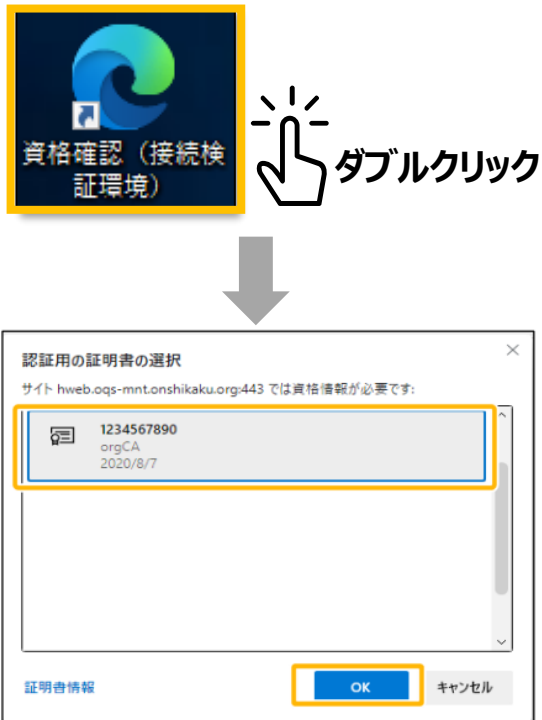 資格確認（接続検
証環境）
ダブルクリック
認証用の証明書の選択
サイト hweb.oqs-mnt.onshikaku.org:443 では資格情報が必要です:
1234567890
orgCA
2020/8/7
証明書情報
OK
キャンセル